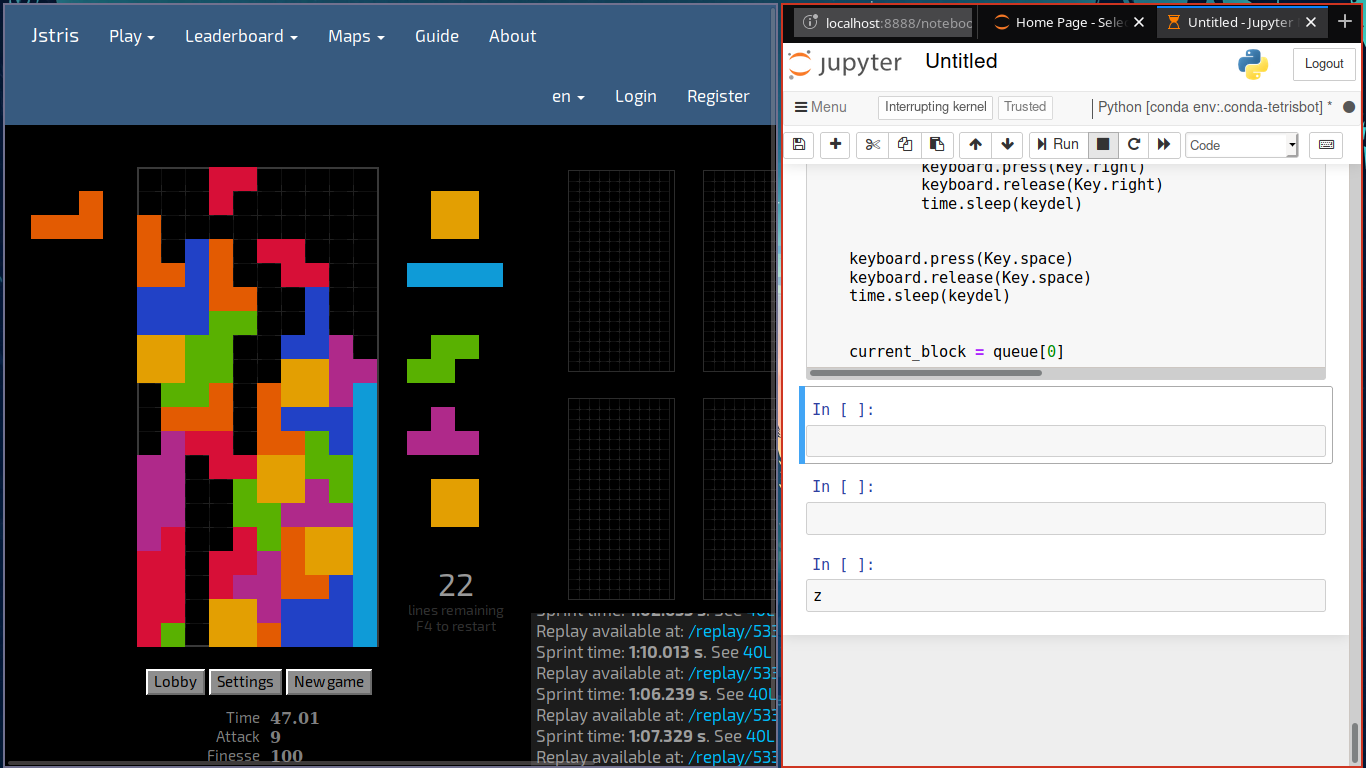 Jstris Play Leaderboard Maps Guide About
en Login Register
22
lines remaining
F4 to restart
Lobby Settings New game
Time 47.01
Attack 9
Finesse 100
Replay available at: /replay/533
Sprint time: 1:10.013 s. See 40L
Replay available at: /replay/533
Sprint time: 1:06.239 s. See 40L
Replay available at: /replay/533
Sprint time: 1:07.329 s. See 40L
Replay available at: /replay/533
localhost:8888/noteboo
Home Page - Sele
Untitled - Jupyter
jupyter Untitled
Logout
Menu Interrupting kernel Trusted Python [conda env:.conda-tetrisbot] *
Run Code
keyboard.press(Key.right)
keyboard.release(Key.right)
time.sleep(keydel)
keyboard.press(Key.space)
keyboard.release(Key.space)
time.sleep(keydel)
current_block = queue[0]
In [ ]:
In [ ]:
In [ ]:
z